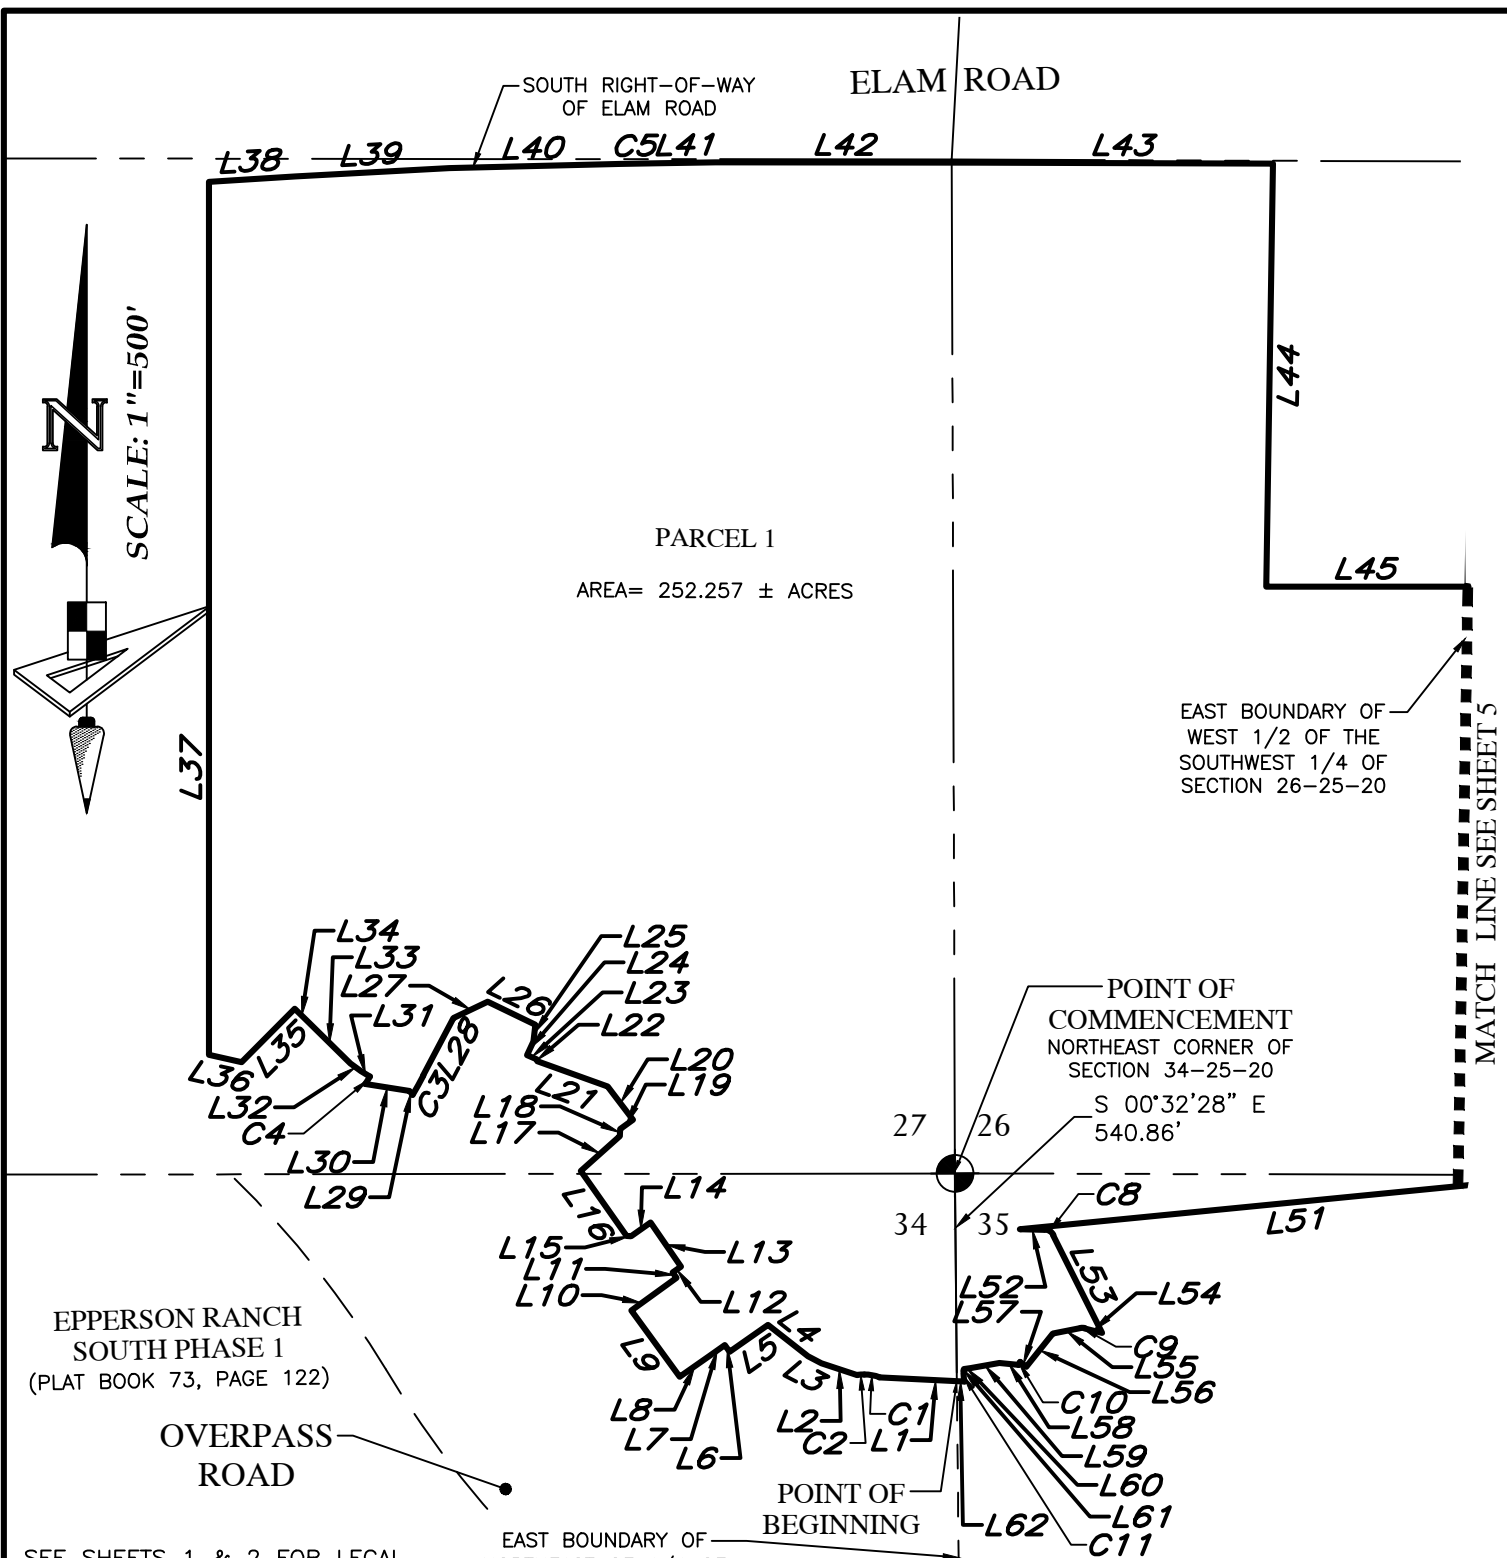 ELAM ROAD
SOUTH RIGHT-OF-WAY
OF ELAM ROAD
L38
L39
L40
C5
L41
L42
L43
SCALE: 1"=500'
N
L44
PARCEL 1
AREA= 252.257 ± ACRES
L45
EAST BOUNDARY OF
WEST 1/2 OF THE
SOUTHWEST 1/4 OF
SECTION 26-25-20
MATCH LINE SEE SHEET 5
L37
L34
L33
L27
L31
L26
L25
L24
L23
L22
L35
L36
L32
C4
L30
L29
C3
L28
L21
L20
L19
L18
L17
POINT OF
COMMENCEMENT
NORTHEAST CORNER OF
SECTION 34-25-20
S 00°32'28" E
540.86'
27
26
34
35
L16
L14
L15
L13
L11
L10
L12
L9
L4
L5
L3
L8
L7
L6
L2
C2
C1
L1
C8
L51
L52
L53
L57
L54
C9
L55
L56
C10
L58
L59
L60
L61
C11
L62
EPPERSON RANCH
SOUTH PHASE 1
(PLAT BOOK 73, PAGE 122)
OVERPASS
ROAD
POINT OF
BEGINNING
EAST BOUNDARY OF
SEE SHEETS 1 & 2 FOR LEGAL